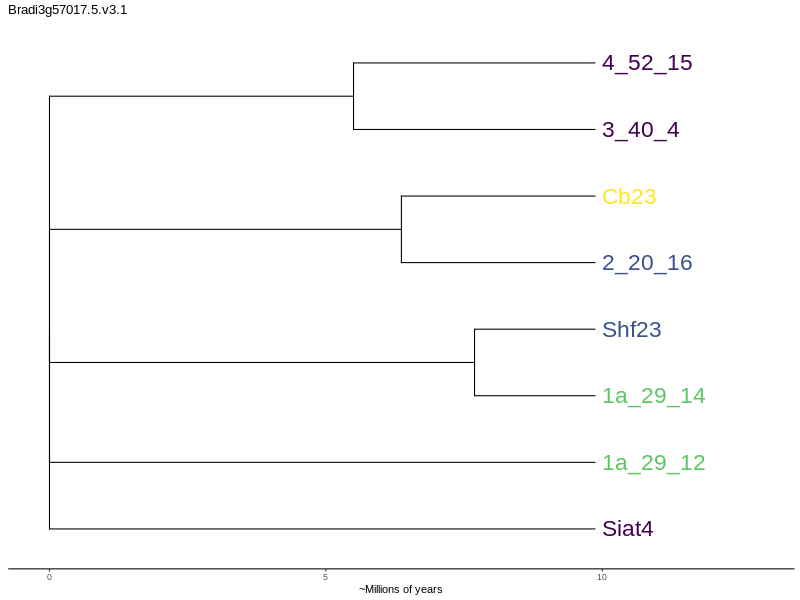 Bradi3g57017.5.v3.1
4_52_15
3_40_4
Cb23
2_20_16
Shf23
1a_29_14
1a_29_12
Siat4
0 5 10
~Millions of years